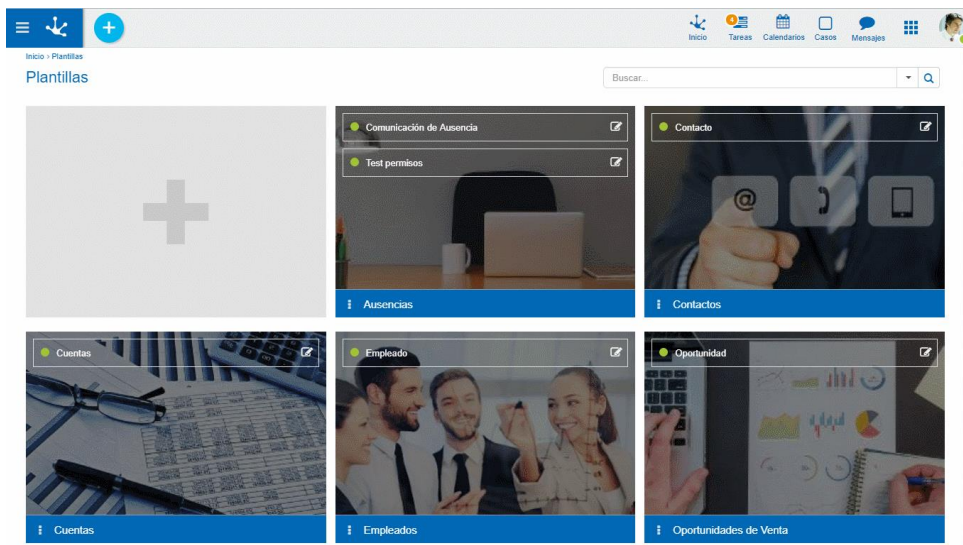 4
Inicio
Tareas
Calendarios
Casos
Mensajes
Inicio > Plantillas
Plantillas
Buscar...
Comunicación de Ausencia
Test permisos
Ausencias
Contacto
@
Contactos
Cuentas
Cuentas
Empleado
Empleados
Oportunidad
Oportunidades de Venta